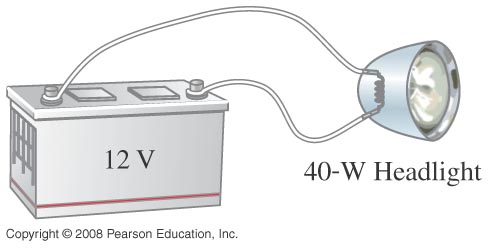 12 V
40-W Headlight
Copyright © 2008 Pearson Education, Inc.